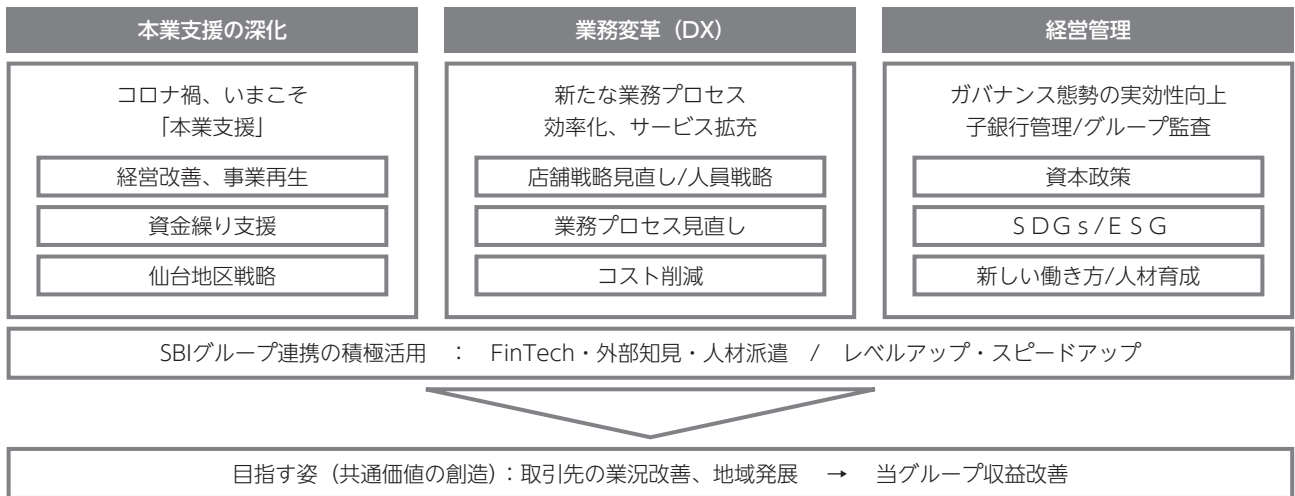 本業支援の深化
コロナ禍、いまこそ
「本業支援」
経営改善、事業再生
資金繰り支援
仙台地区戦略
業務変革（DX）
新たな業務プロセス
効率化、サービス拡充
店舗戦略見直し/人員戦略
業務プロセス見直し
コスト削減
経営管理
ガバナンス態勢の実効性向上
子銀行管理/グループ監査
資本政策
ＳＤＧｓ/ＥＳＧ
新しい働き方/人材育成
SBIグループ連携の積極活用　：　FinTech・外部知見・人材派遣　/　レベルアップ・スピードアップ
目指す姿（共通価値の創造）：取引先の業況改善、地域発展　→　当グループ収益改善